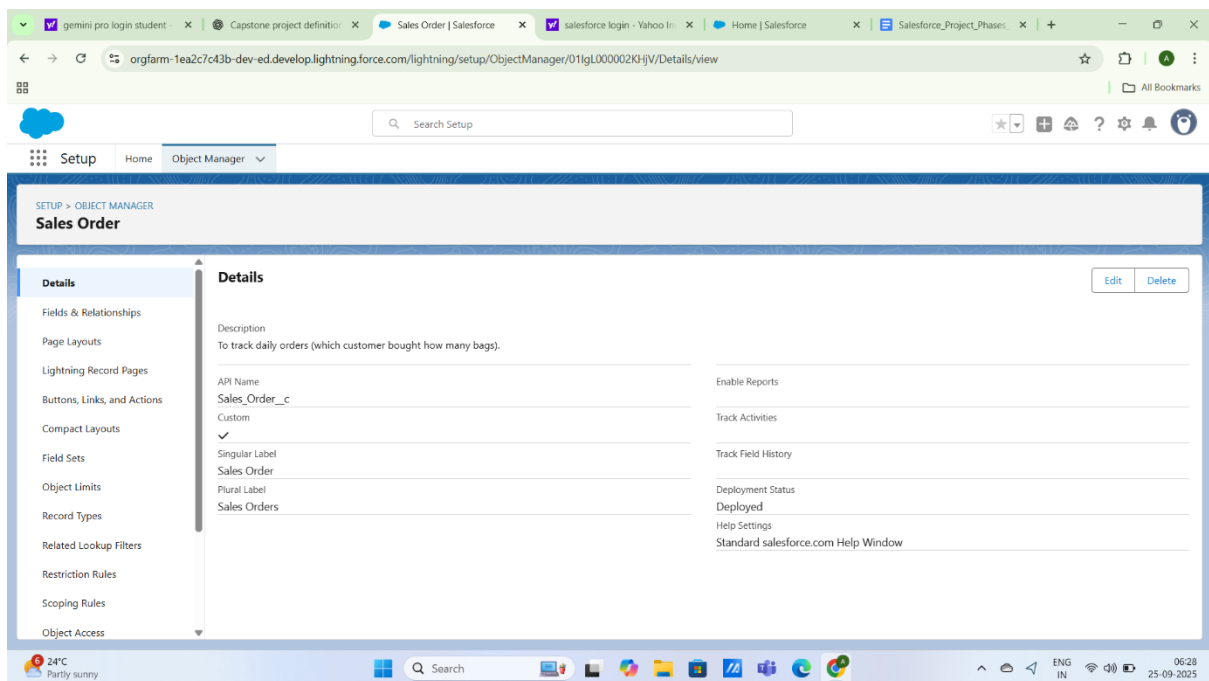 gemini pro login student -
Capstone project definition
Sales Order | Salesforce
salesforce login - Yahoo In
Home | Salesforce
Salesforce_Project_Phases_
orgfarm-1ea2c7c43b-dev-ed.develop.lightning.force.com/lightning/setup/ObjectManager/01IgL000002KHjV/Details/view
A
All Bookmarks
Search Setup
Setup
Home
Object Manager
SETUP > OBJECT MANAGER
Sales Order
Details
Fields & Relationships
Page Layouts
Lightning Record Pages
Buttons, Links, and Actions
Compact Layouts
Field Sets
Object Limits
Record Types
Related Lookup Filters
Restriction Rules
Scoping Rules
Object Access
Details
Edit
Delete
Description
To track daily orders (which customer bought how many bags).
API Name
Sales_Order__c
Custom
Singular Label
Sales Order
Plural Label
Sales Orders
Enable Reports
Track Activities
Track Field History
Deployment Status
Deployed
Help Settings
Standard salesforce.com Help Window
6
24°C
Partly sunny
Search
A
ENG
IN
06:28
25-09-2025